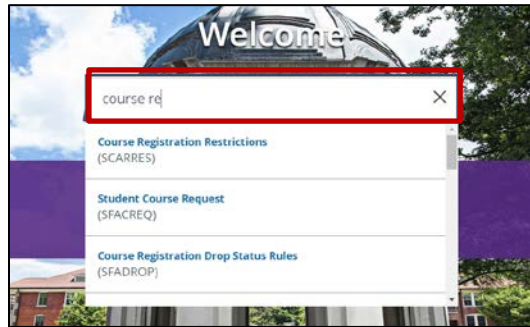 Welcome
course re
Course Registration Restrictions
(SCARRES)
Student Course Request
(SFACREQ)
Course Registration Drop Status Rules
(SFADROP)